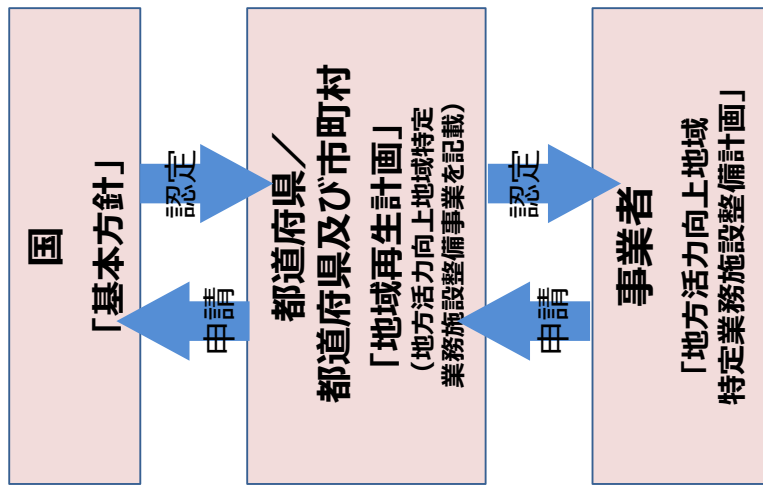 国
「基本方針」
申請
認定
都道府県／
都道府県及び市町村
「地域再生計画」
（地方活力向上地域特定
業務施設整備事業を記載）
申請
認定
事業者
「地方活力向上地域
特定業務施設整備計画」